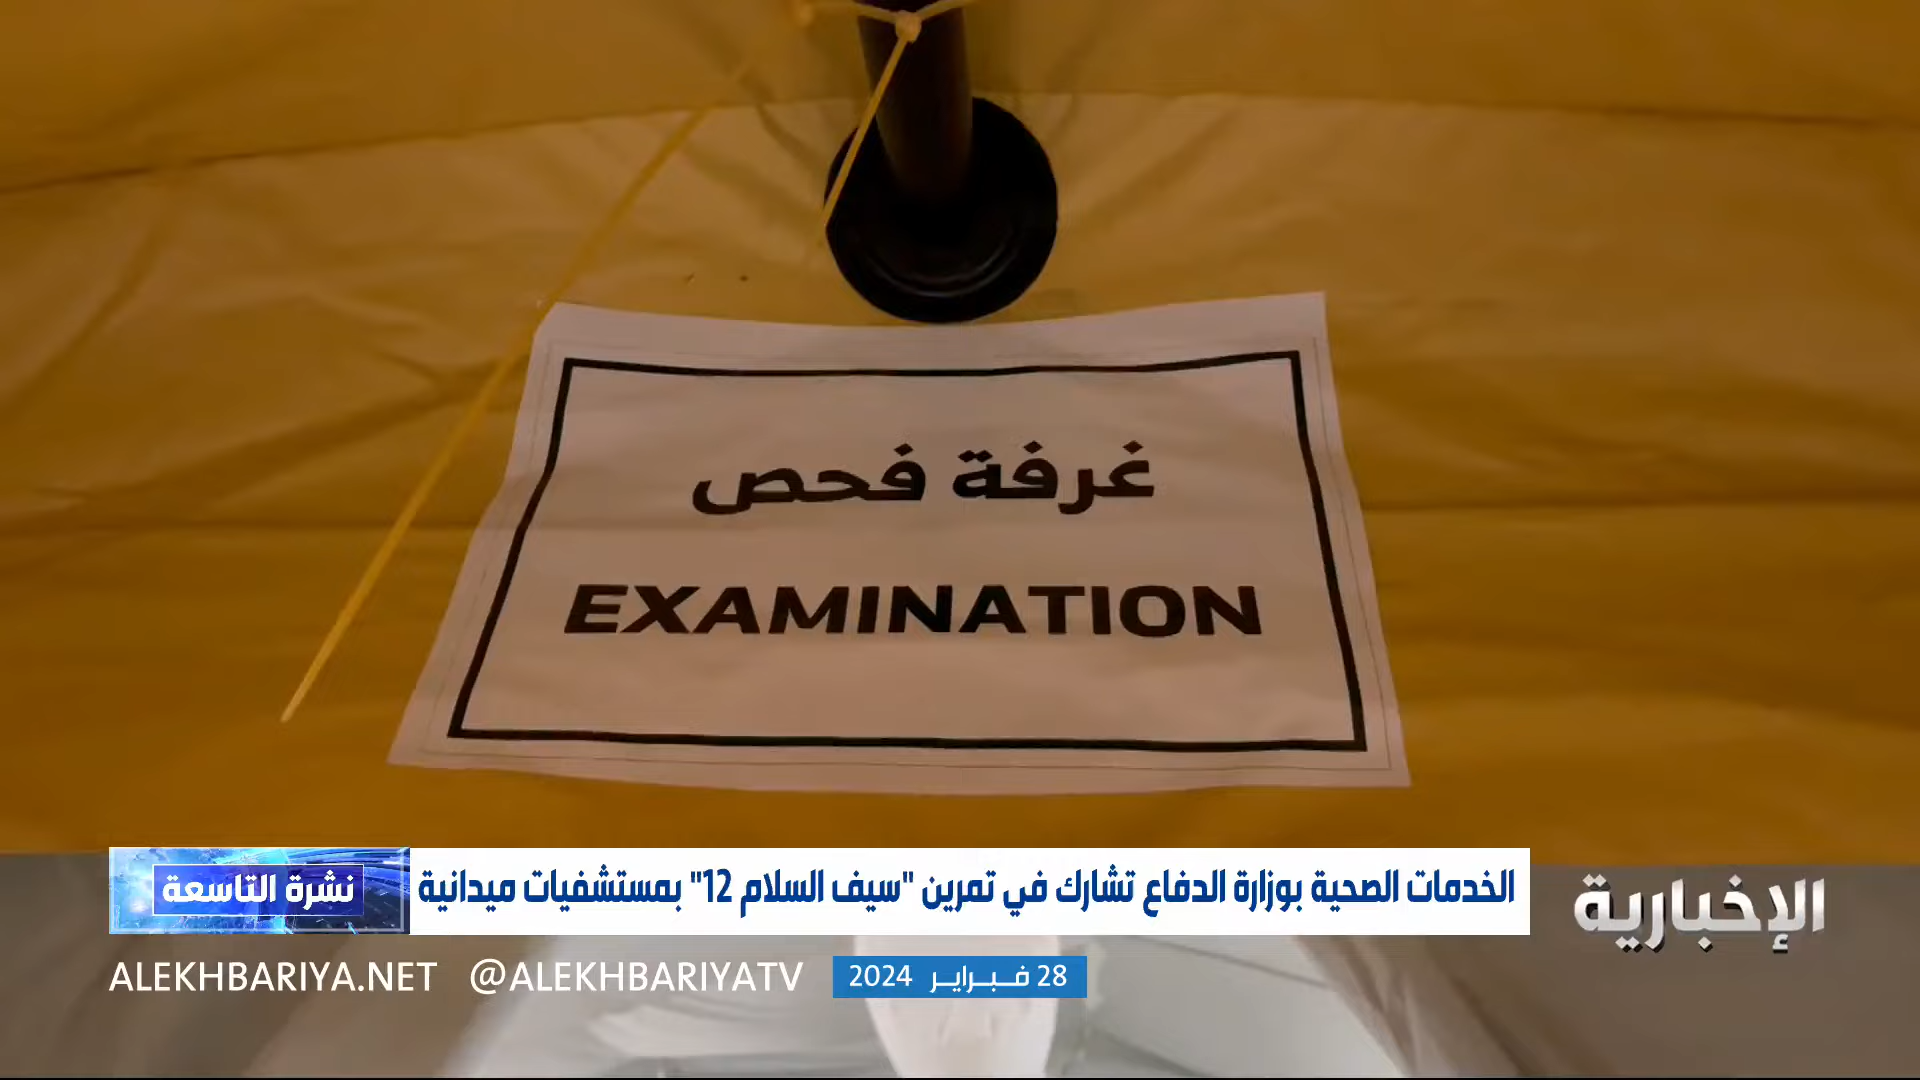 غرفة فحص
EXAMINATION
الخدمات الصحية بوزارة الدفاع تشارك في تمرين "سيف السلام 12" بمستشفيات ميدانية
نشرة التاسعة
الإخبارية
ALEKHBARIYA.NET @ALEKHBARIYATV
28 فبراير 2024